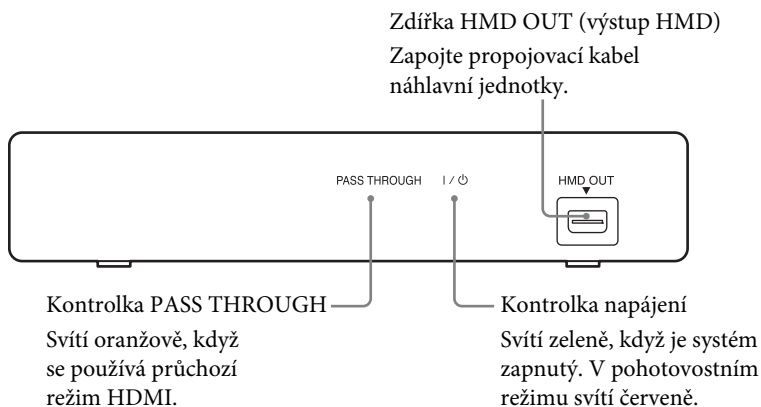 Zdířka HMD OUT (výstup HMD)
Zapojte propojovací kabel
náhlavní jednotky.
PASS THROUGH
I / ⏻
HMD OUT
Kontrolka PASS THROUGH
Svítí oranžově, když
se používá průchozí
režim HDMI.
Kontrolka napájení
Svítí zeleně, když je systém
zapnutý. V pohotovostním
režimu svítí červeně.